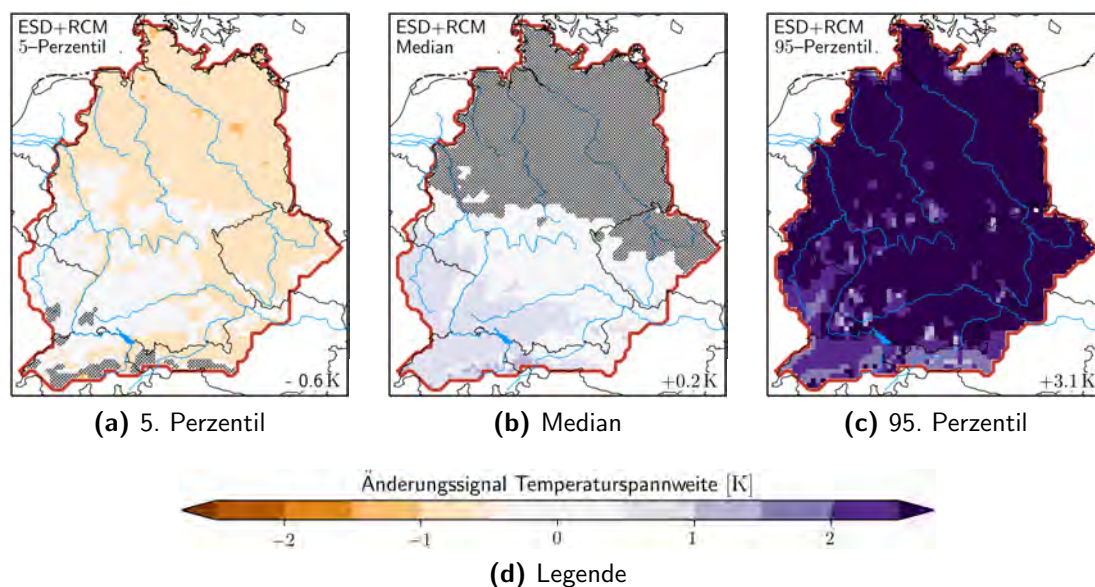 ESD+RCM
5–Perzentil
- 0.6 K
ESD+RCM
Median
+0.2 K
ESD+RCM
95–Perzentil
+3.1 K
(a) 5. Perzentil
(b) Median
(c) 95. Perzentil
Änderungssignal Temperaturspannweite [K]
−2 −1 0 1 2
(d) Legende